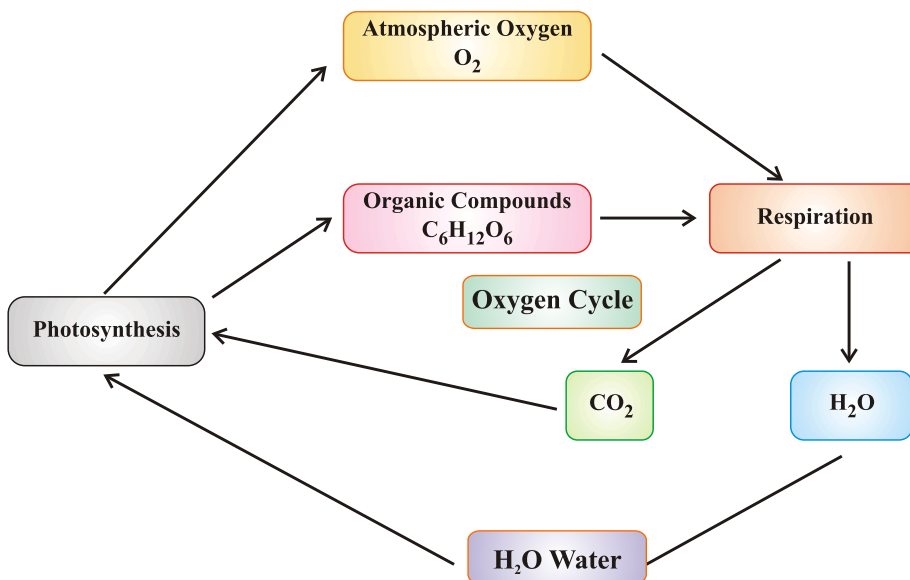 Atmospheric Oxygen
O₂
Organic Compounds
C₆H₁₂O₆
Respiration
Oxygen Cycle
Photosynthesis
CO₂
H₂O
H₂O Water